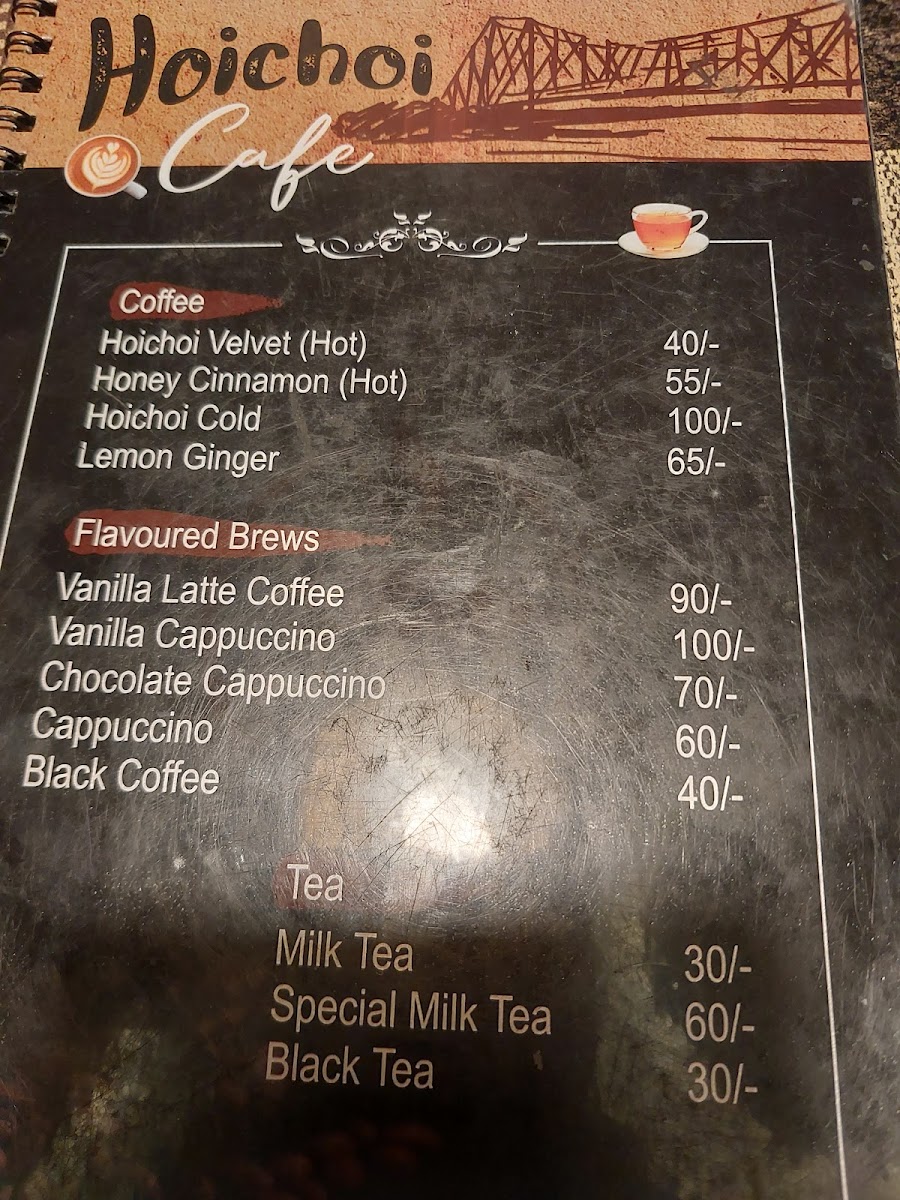 Hoichoi
Cafe
Coffee
Hoichoi Velvet (Hot) 40/-
Honey Cinnamon (Hot) 55/-
Hoichoi Cold 100/-
Lemon Ginger 65/-
Flavoured Brews
Vanilla Latte Coffee 90/-
Vanilla Cappuccino 100/-
Chocolate Cappuccino 70/-
Cappuccino 60/-
Black Coffee 40/-
Tea
Milk Tea 30/-
Special Milk Tea 60/-
Black Tea 30/-